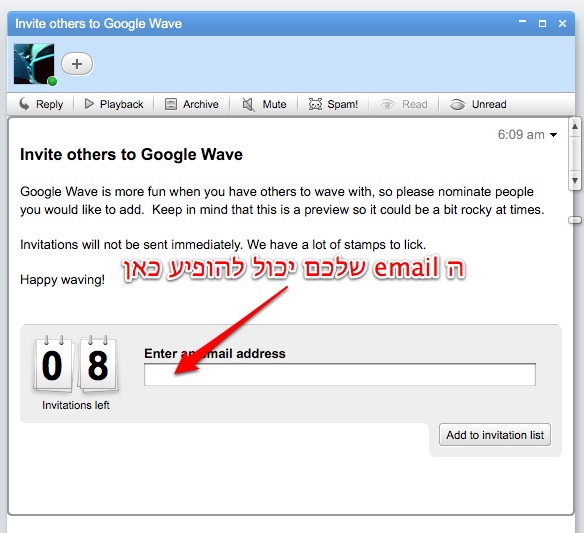 Invite others to Google Wave
Reply Playback Archive Mute Spam! Read Unread
6:09 am
Invite others to Google Wave
Google Wave is more fun when you have others to wave with, so please nominate people
you would like to add.  Keep in mind that this is a preview so it could be a bit rocky at times.
Invitations will not be sent immediately. We have a lot of stamps to lick.
ה email שלכם יכול להופיע כאן
Happy waving!
08
Invitations left
Enter an email address
Add to invitation list